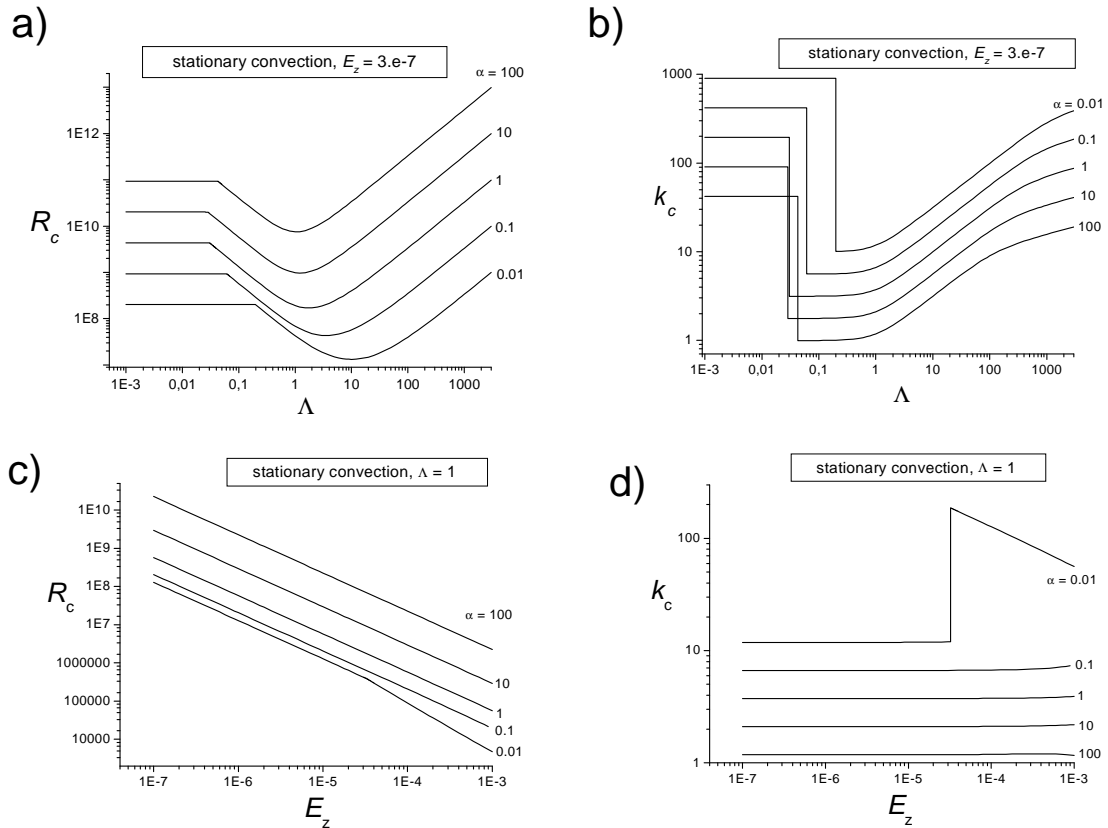 a)
stationary convection, E_z = 3.e-7
α = 100
10
1
0.1
0.01
1E12
1E10
1E8
R_c
1E-3 0,01 0,1 1 10 100 1000
Λ
b)
stationary convection, E_z = 3.e-7
α = 0.01
0.1
1
10
100
1000
100
10
1
k_c
1E-3 0,01 0,1 1 10 100 1000
Λ
c)
stationary convection, Λ = 1
1E10
1E9
1E8
1E7
1000000
100000
10000
R_c
α = 100
10
1
0.1
0.01
1E-7 1E-6 1E-5 1E-4 1E-3
E_z
d)
stationary convection, Λ = 1
100
10
1
k_c
α = 0.01
0.1
1
10
100
1E-7 1E-6 1E-5 1E-4 1E-3
E_z